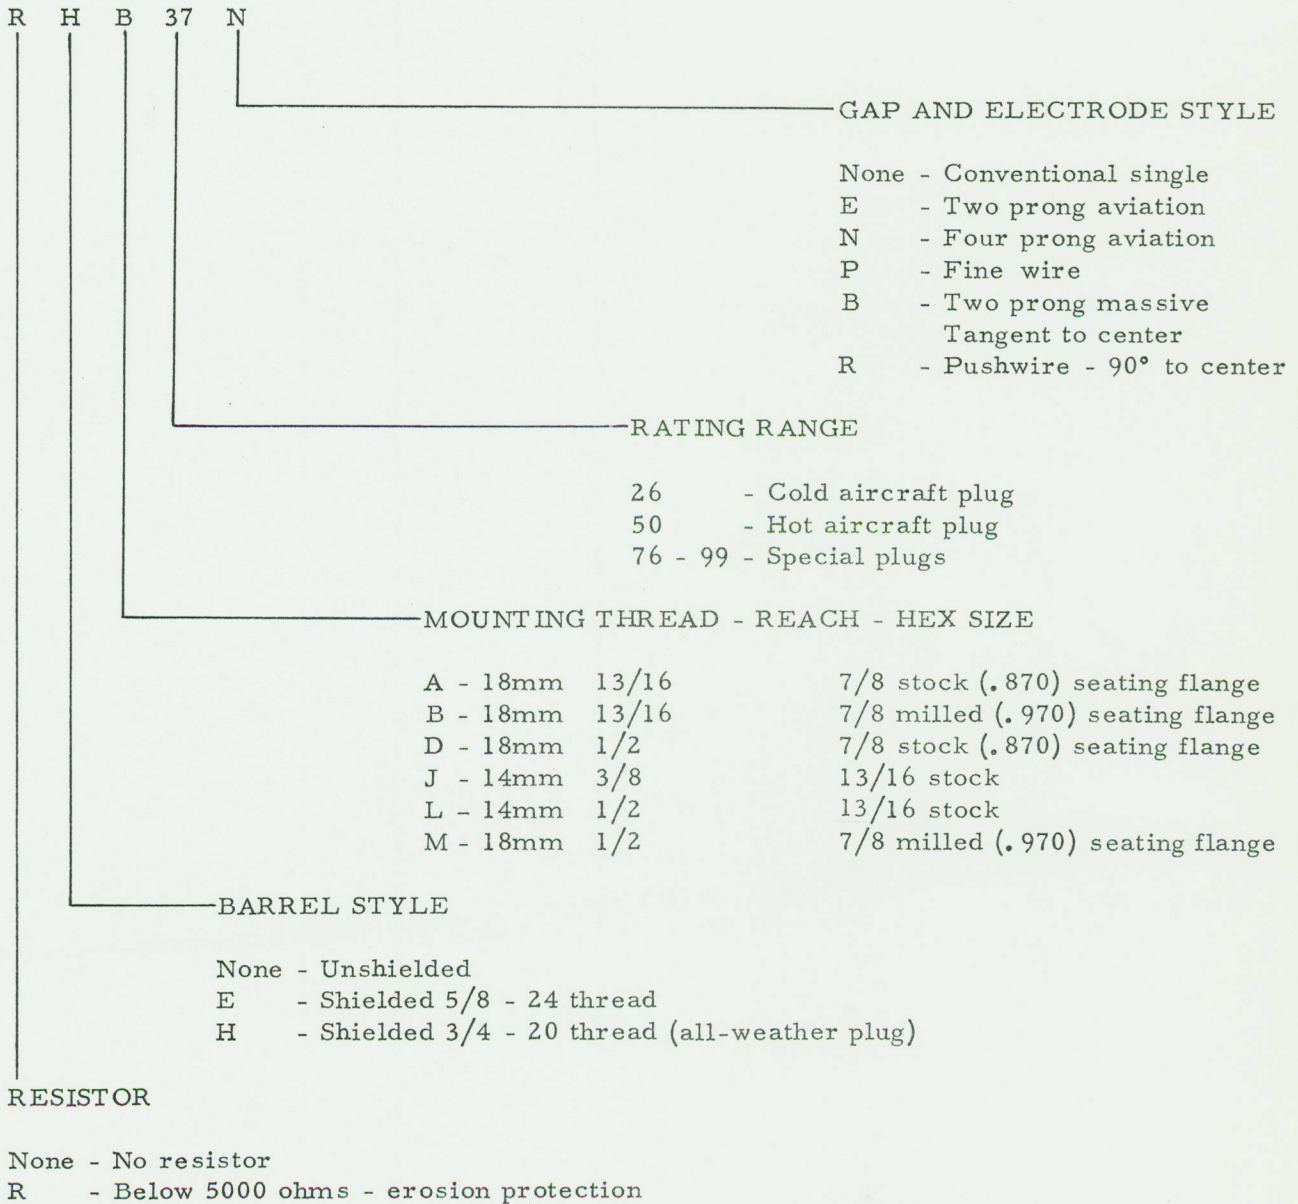 R H B 37 N
GAP AND ELECTRODE STYLE
None - Conventional single
E - Two prong aviation
N - Four prong aviation
P - Fine wire
B - Two prong massive
Tangent to center
R - Pushwire - 90° to center
RATING RANGE
26 - Cold aircraft plug
50 - Hot aircraft plug
76 - 99 - Special plugs
MOUNTING THREAD - REACH - HEX SIZE
A - 18mm 13/16 7/8 stock (.870) seating flange
B - 18mm 13/16 7/8 milled (.970) seating flange
D - 18mm 1/2 7/8 stock (.870) seating flange
J - 14mm 3/8 13/16 stock
L - 14mm 1/2 13/16 stock
M - 18mm 1/2 7/8 milled (.970) seating flange
BARREL STYLE
None - Unshielded
E - Shielded 5/8 - 24 thread
H - Shielded 3/4 - 20 thread (all-weather plug)
RESISTOR
None - No resistor
R - Below 5000 ohms - erosion protection